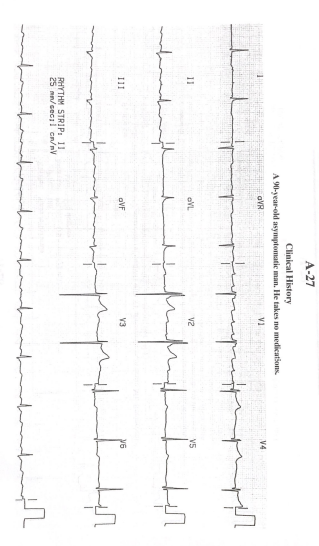 A-27
Clinical History
A 90-year-old asymptomatic man. He takes no medications.
I aVR V1 V4
II aVL V2 V5
III aVF V3 V6
RHYTHM STRIP: II
25 mm/sec;1 cm/mV